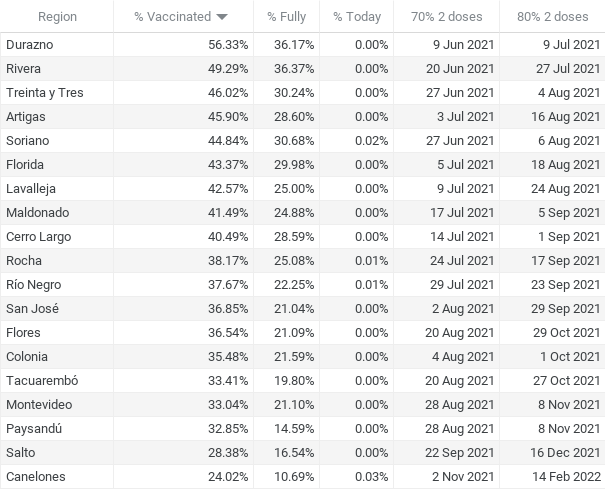 Region % Vaccinated % Fully % Today 70% 2 doses 80% 2 doses
Durazno 56.33% 36.17% 0.00% 9 Jun 2021 9 Jul 2021
Rivera 49.29% 36.37% 0.00% 20 Jun 2021 27 Jul 2021
Treinta y Tres 46.02% 30.24% 0.00% 27 Jun 2021 4 Aug 2021
Artigas 45.90% 28.60% 0.00% 3 Jul 2021 16 Aug 2021
Soriano 44.84% 30.68% 0.02% 27 Jun 2021 6 Aug 2021
Florida 43.37% 29.98% 0.00% 5 Jul 2021 18 Aug 2021
Lavalleja 42.57% 25.00% 0.00% 9 Jul 2021 24 Aug 2021
Maldonado 41.49% 24.88% 0.00% 17 Jul 2021 5 Sep 2021
Cerro Largo 40.49% 28.59% 0.00% 14 Jul 2021 1 Sep 2021
Rocha 38.17% 25.08% 0.01% 24 Jul 2021 17 Sep 2021
Río Negro 37.67% 22.25% 0.01% 29 Jul 2021 23 Sep 2021
San José 36.85% 21.04% 0.00% 2 Aug 2021 29 Sep 2021
Flores 36.54% 21.09% 0.00% 20 Aug 2021 29 Oct 2021
Colonia 35.48% 21.59% 0.00% 4 Aug 2021 1 Oct 2021
Tacuarembó 33.41% 19.80% 0.00% 20 Aug 2021 27 Oct 2021
Montevideo 33.04% 21.10% 0.00% 28 Aug 2021 8 Nov 2021
Paysandú 32.85% 14.59% 0.00% 28 Aug 2021 8 Nov 2021
Salto 28.38% 16.54% 0.00% 22 Sep 2021 16 Dec 2021
Canelones 24.02% 10.69% 0.03% 2 Nov 2021 14 Feb 2022